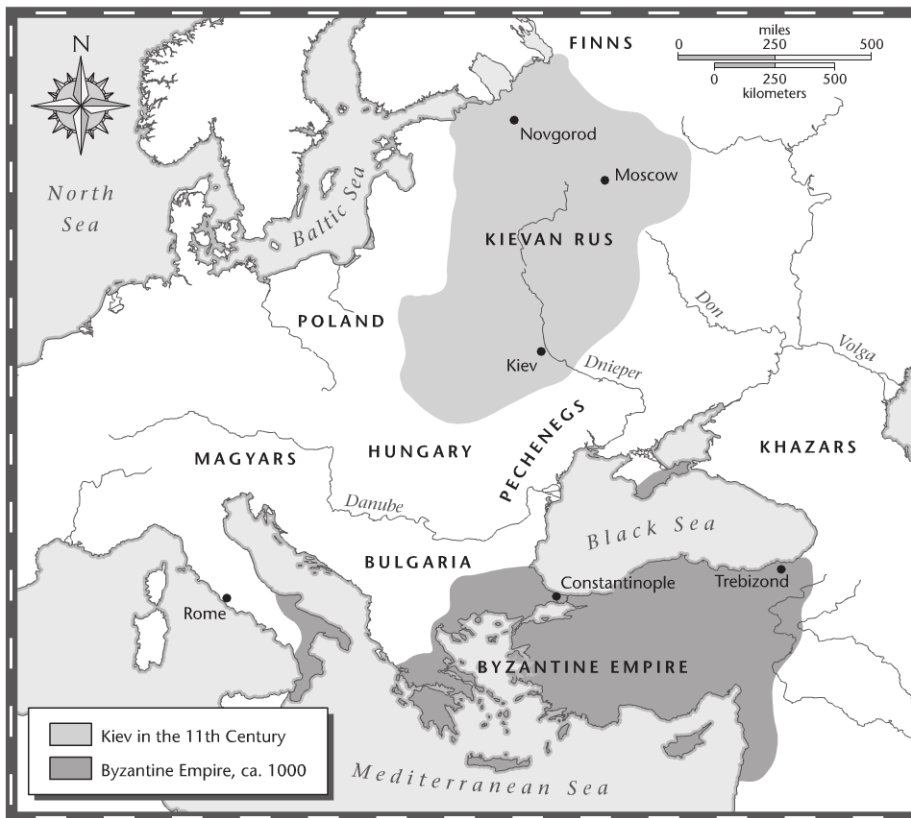 N
FINNS
miles
0 250 500
0 250 500
kilometers
Novgorod
Moscow
North
Sea
Baltic Sea
KIEVAN RUS
POLAND
Don
Volga
Kiev
Dnieper
PECHENEGS
HUNGARY
MAGYARS
KHAZARS
Danube
Black Sea
BULGARIA
Constantinople
Trebizond
Rome
BYZANTINE EMPIRE
Kiev in the 11th Century
Byzantine Empire, ca. 1000
Mediterranean Sea